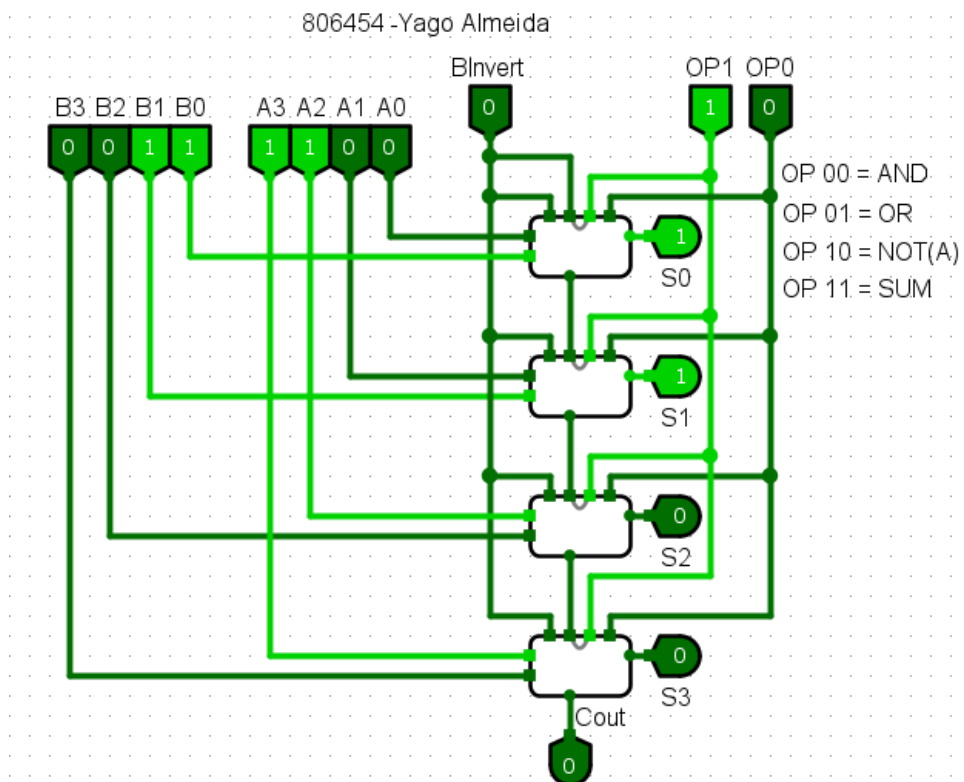 806454 -Yago Almeida
BInvert OP1 OP0
0 1 0
B3 B2 B1 B0 A3 A2 A1 A0
0 0 1 1 1 1 0 0
OP 00 = AND
OP 01 = OR
OP 10 = NOT(A)
OP 11 = SUM
1
S0
1
S1
0
S2
0
S3
Cout
0